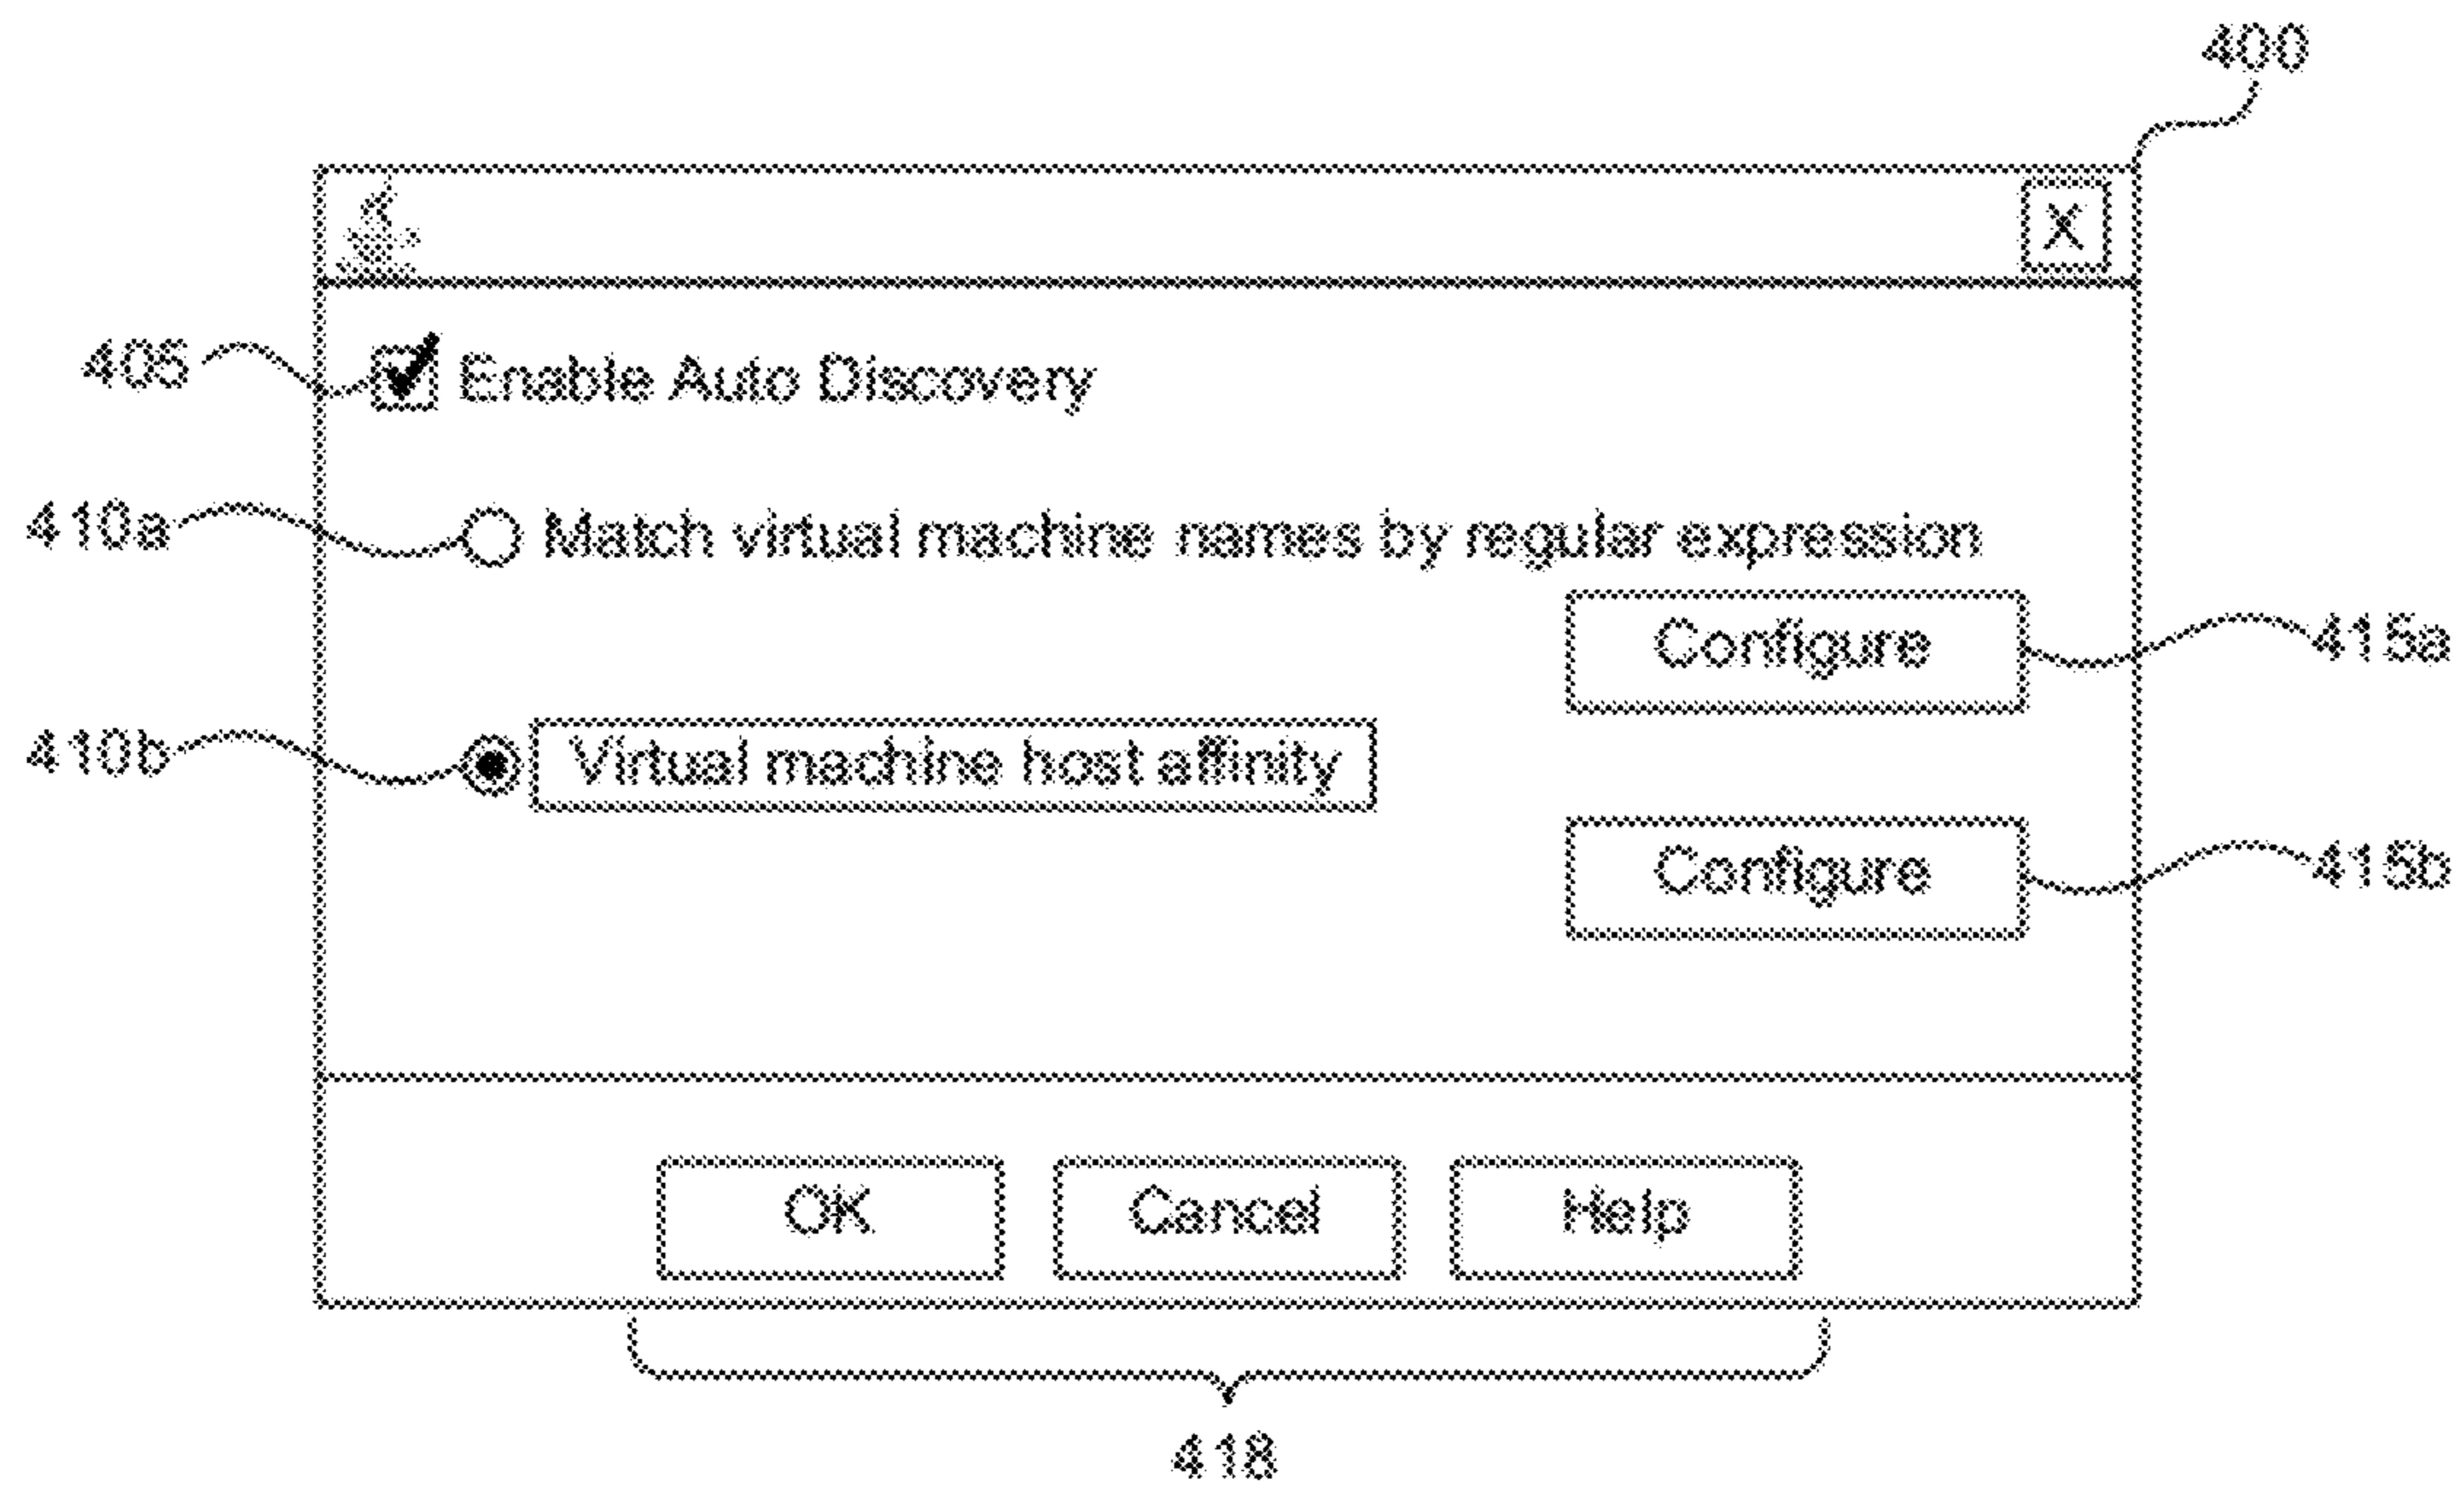 400
X
405 Enable Auto Discovery
410a Match virtual machine names by regular expression
Configure 415a
410b Virtual machine host affinity
Configure 415b
OK Cancel Help
418